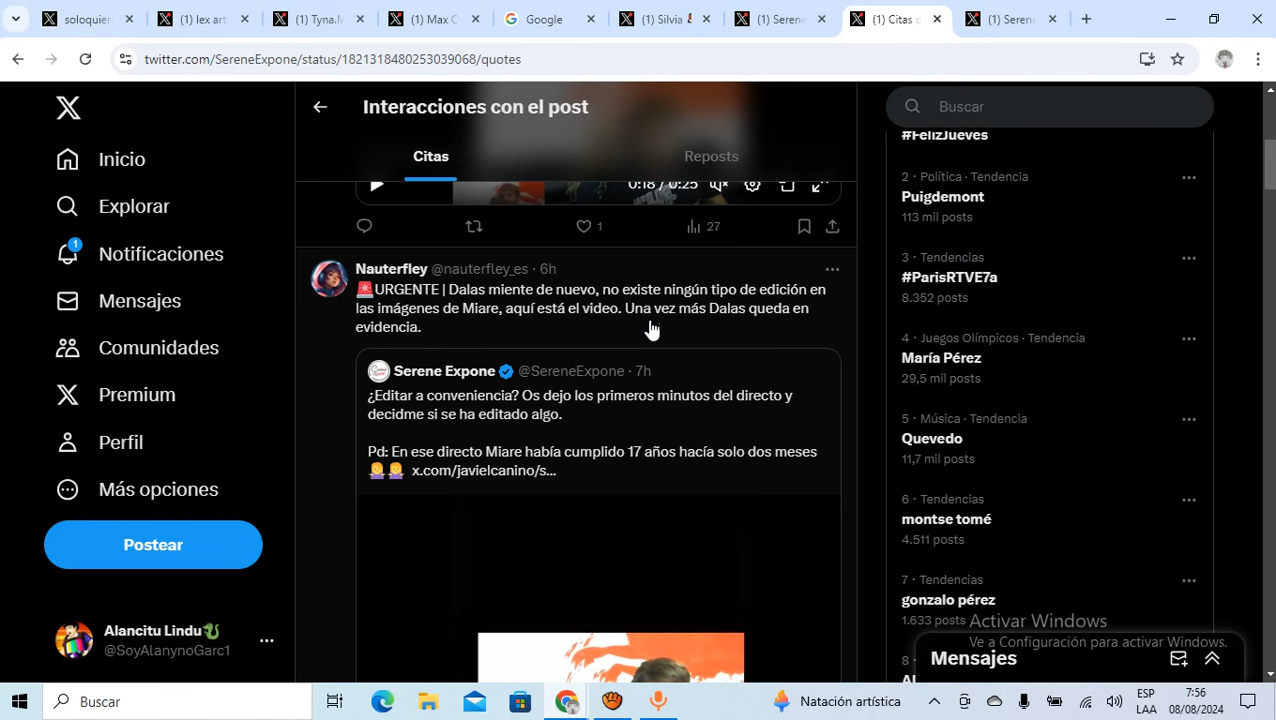 soloquiere
(1) lex art
(1) Tyna.M
(1) Max C
Google
(1) Silvia
(1) Serene
(1) Citas d
(1) Serene
twitter.com/SereneExpone/status/1821318480253039068/quotes
Inicio
Explorar
1
Notificaciones
Mensajes
Comunidades
Premium
Perfil
Más opciones
Postear
Alancitu Lindu🐉
@SoyAlanynoGarc1
Interacciones con el post
Citas
Reposts
0:18 / 0:25
1
27
Nauterfley @nauterfley_es · 6h
🚨URGENTE | Dalas miente de nuevo, no existe ningún tipo de edición en
las imágenes de Miare, aquí está el video. Una vez más Dalas queda en
evidencia.
Serene Expone @SereneExpone · 7h
¿Editar a conveniencia? Os dejo los primeros minutos del directo y
decidme si se ha editado algo.
Pd: En ese directo Miare había cumplido 17 años hacía solo dos meses
🤷‍♀️🤷‍♀️ x.com/javielcanino/s...
Buscar
#FelizJueves
2 · Política · Tendencia
Puigdemont
113 mil posts
3 · Tendencias
#ParisRTVE7a
8.352 posts
4 · Juegos Olímpicos · Tendencia
María Pérez
29,5 mil posts
5 · Música · Tendencia
Quevedo
11,7 mil posts
6 · Tendencias
montse tomé
4.511 posts
7 · Tendencias
gonzalo pérez
1.633 posts
8 ·
Activar Windows
Ve a Configuración para activar Windows.
Mensajes
Buscar
Natación artística
ESP
LAA
7:56
08/08/2024